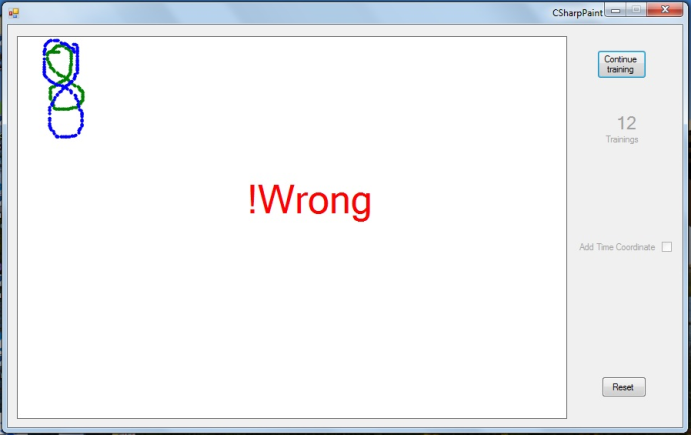 CSharpPaint
Continue
training
12
Trainings
!Wrong
Add Time Coordinate
Reset